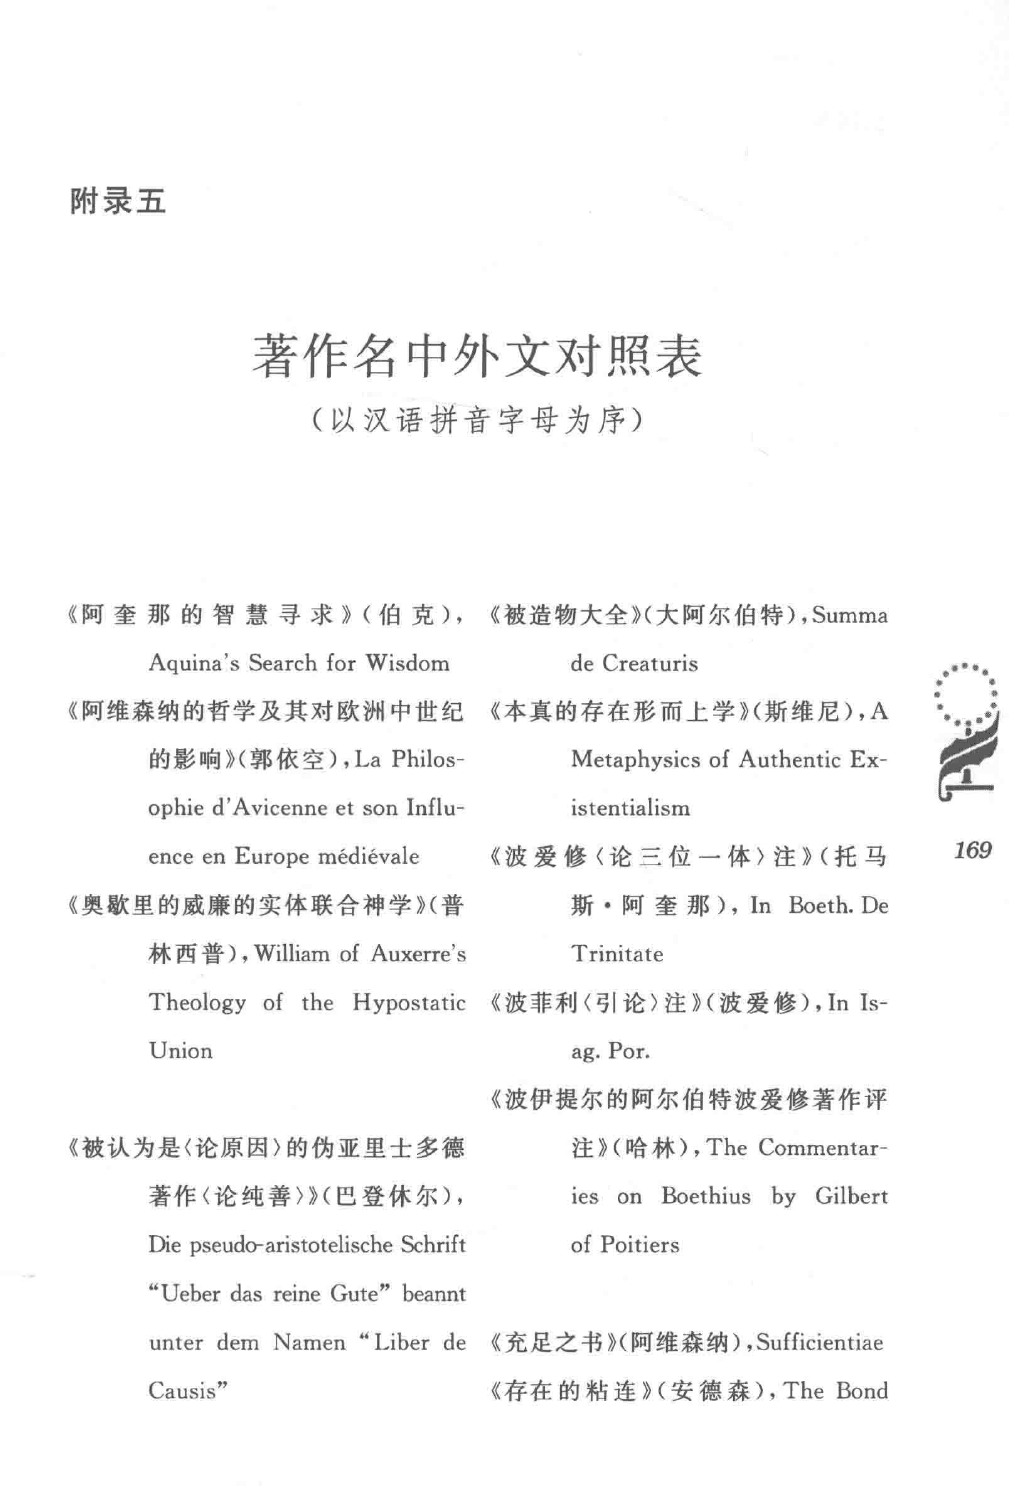 附录五
著作名中外文对照表
（以汉语拼音字母为序）
《阿奎那的智慧寻求》（伯克），
Aquina's Search for Wisdom
《阿维森纳的哲学及其对欧洲中世纪
的影响》（郭依空），La Philos-
ophie d'Avicenne et son Influ-
ence en Europe médiévale
《奥歇里的威廉的实体联合神学》（普
林西普），William of Auxerre's
Theology of the Hypostatic
Union
《被认为是〈论原因〉的伪亚里士多德
著作〈论纯善〉》（巴登休尔），
Die pseudo-aristotelische Schrift
“Ueber das reine Gute” beannt
unter dem Namen “Liber de
Causis”
《被造物大全》（大阿尔伯特），Summa
de Creaturis
《本真的存在形而上学》（斯维尼），A
Metaphysics of Authentic Ex-
istentialism
《波爱修〈论三位一体〉注》（托马
斯·阿奎那），In Boeth. De
Trinitate
《波菲利〈引论〉注》（波爱修），In Is-
ag. Por.
《波伊提尔的阿尔伯特波爱修著作评
注》（哈林），The Commentar-
ies on Boethius by Gilbert
of Poitiers
《充足之书》（阿维森纳），Sufficientiae
《存在的粘连》（安德森），The Bond
169